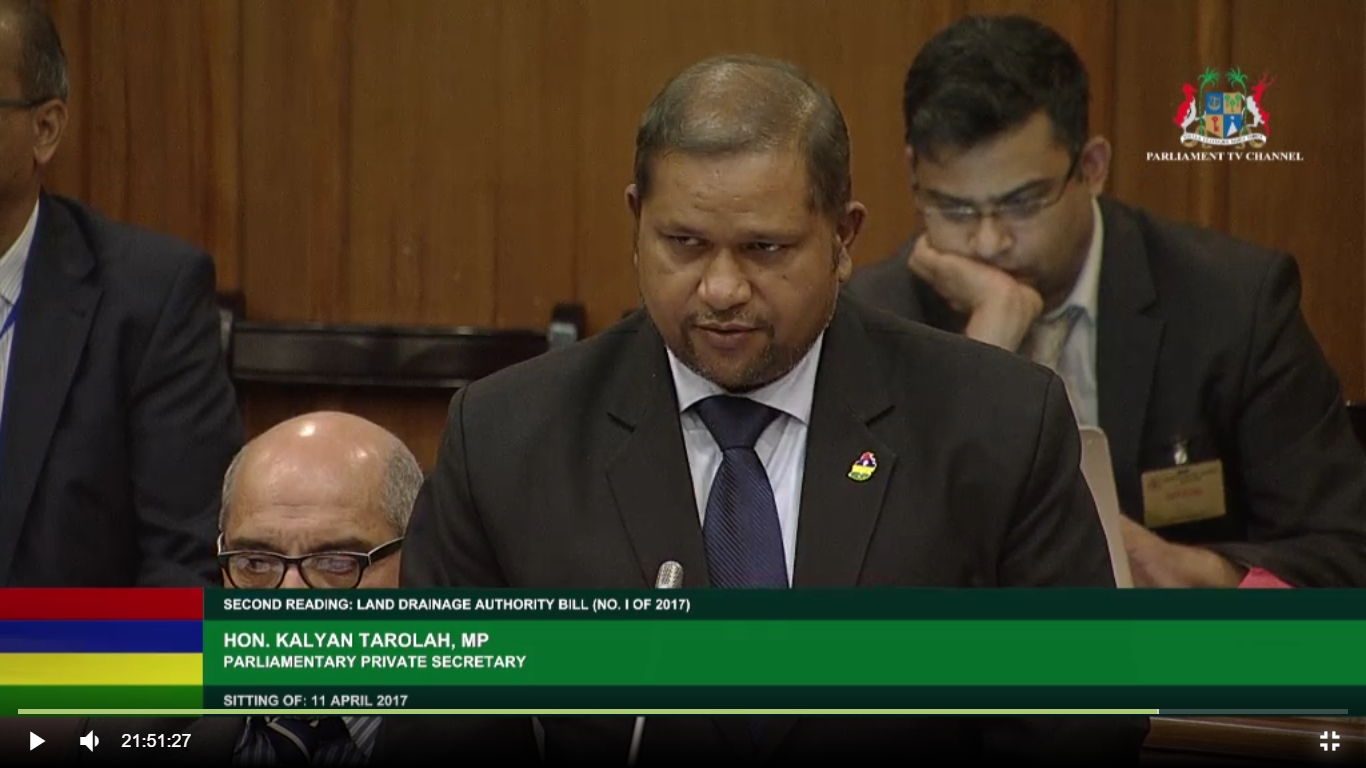 PARLIAMENT TV CHANNEL
SECOND READING: LAND DRAINAGE AUTHORITY BILL (NO. I OF 2017)
HON. KALYAN TAROLAH, MP
PARLIAMENTARY PRIVATE SECRETARY
SITTING OF: 11 APRIL 2017
21:51:27